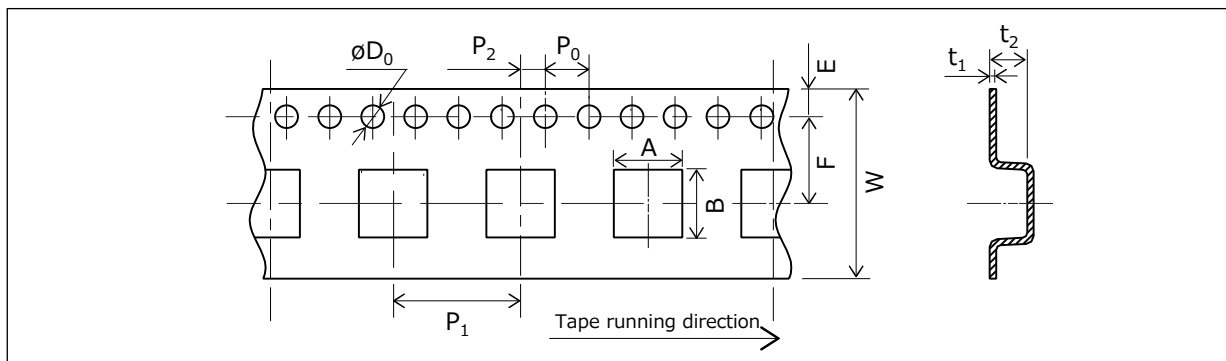 øD₀
P₂
P₀
E
t₁
t₂
A
B
F
W
P₁
Tape running direction